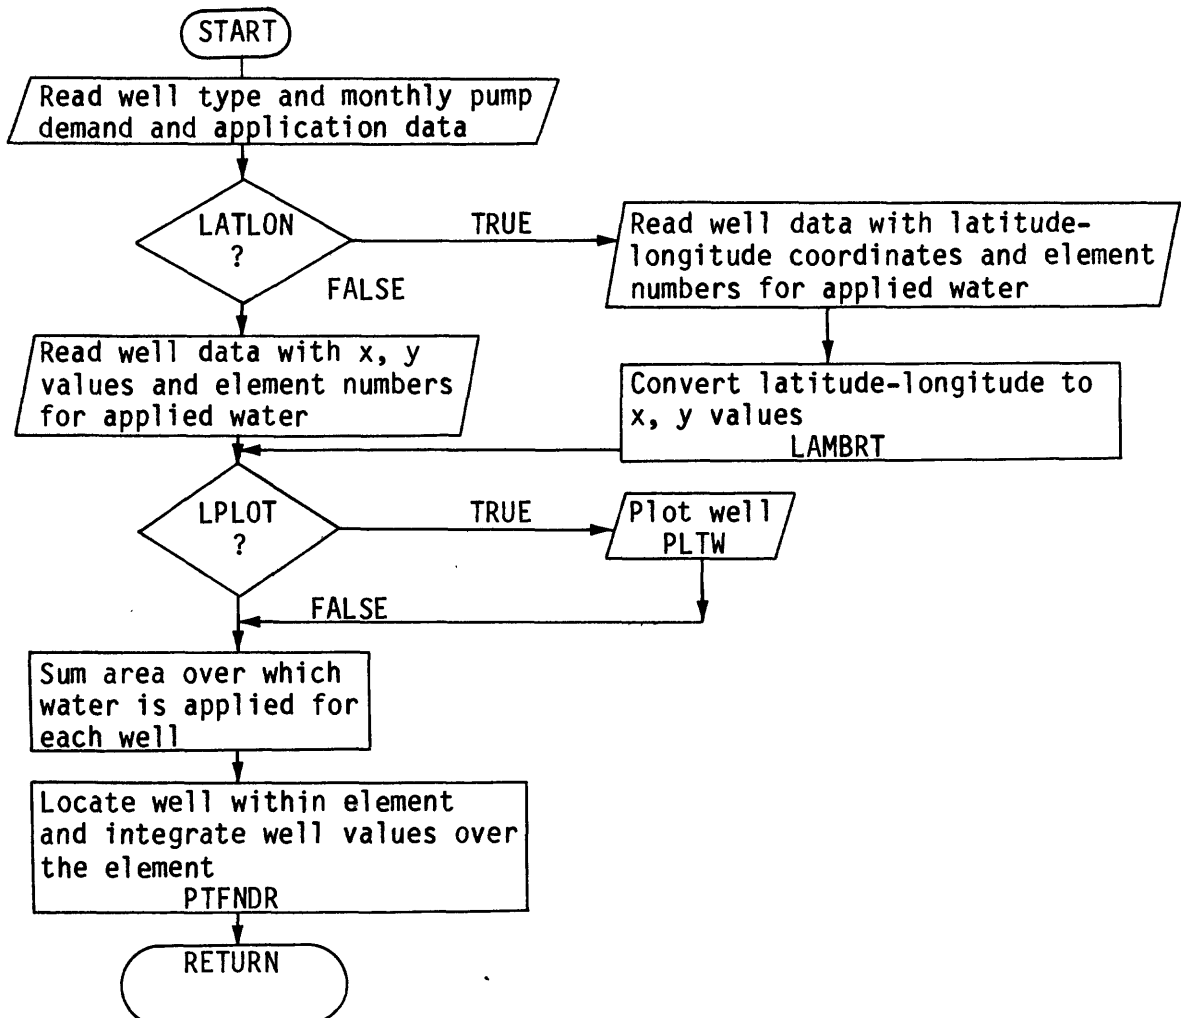 START
Read well type and monthly pump
demand and application data
LATLON
?
TRUE
FALSE
Read well data with latitude-
longitude coordinates and element
numbers for applied water
Read well data with x, y
values and element numbers
for applied water
Convert latitude-longitude to
x, y values
LAMBRT
LPLOT
?
TRUE
Plot well
PLTW
FALSE
Sum area over which
water is applied for
each well
Locate well within element
and integrate well values over
the element
PTFNDR
RETURN